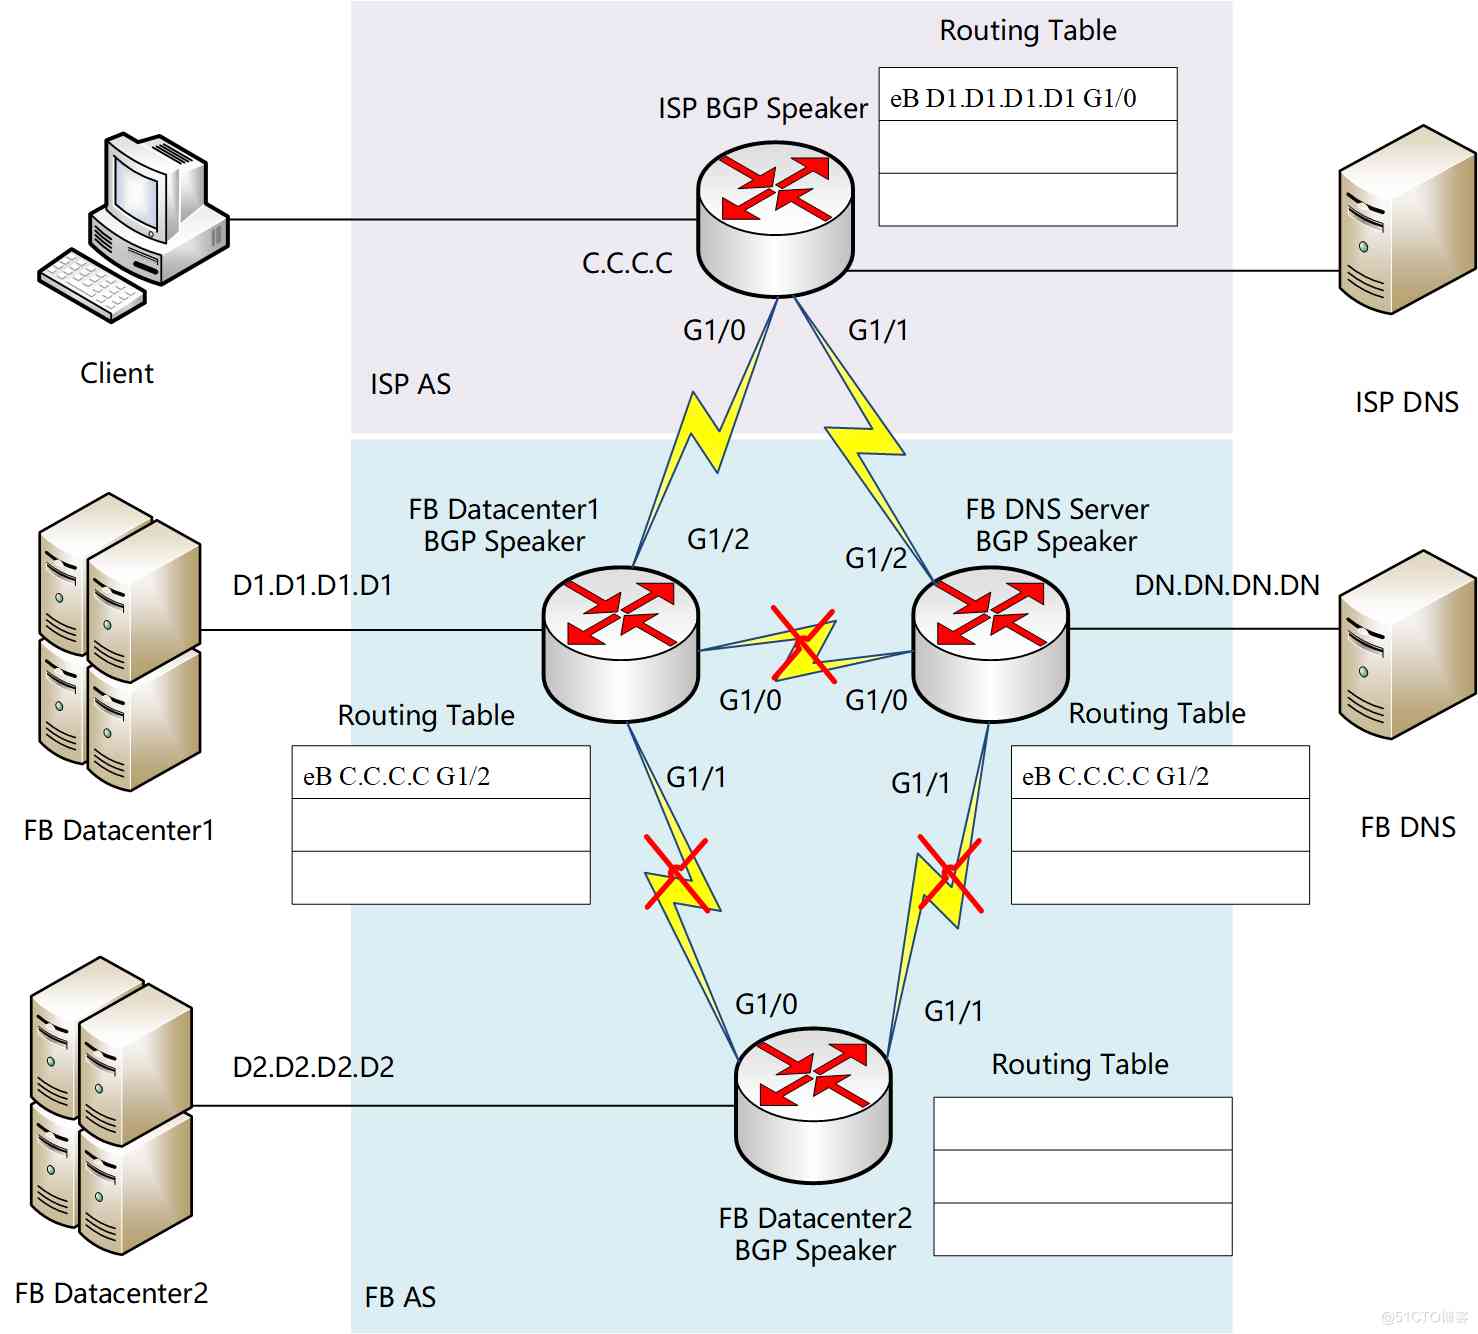 Routing Table
eB D1.D1.D1.D1 G1/0
ISP BGP Speaker
C.C.C.C
G1/0
G1/1
Client
ISP AS
ISP DNS
FB Datacenter1
BGP Speaker
G1/2
FB DNS Server
BGP Speaker
G1/2
D1.D1.D1.D1
DN.DN.DN.DN
G1/0
G1/0
Routing Table
eB C.C.C.C G1/2
G1/1
G1/1
Routing Table
eB C.C.C.C G1/2
FB Datacenter1
FB DNS
G1/0
G1/1
D2.D2.D2.D2
Routing Table
FB Datacenter2
BGP Speaker
FB Datacenter2
FB AS
@51CTO博客